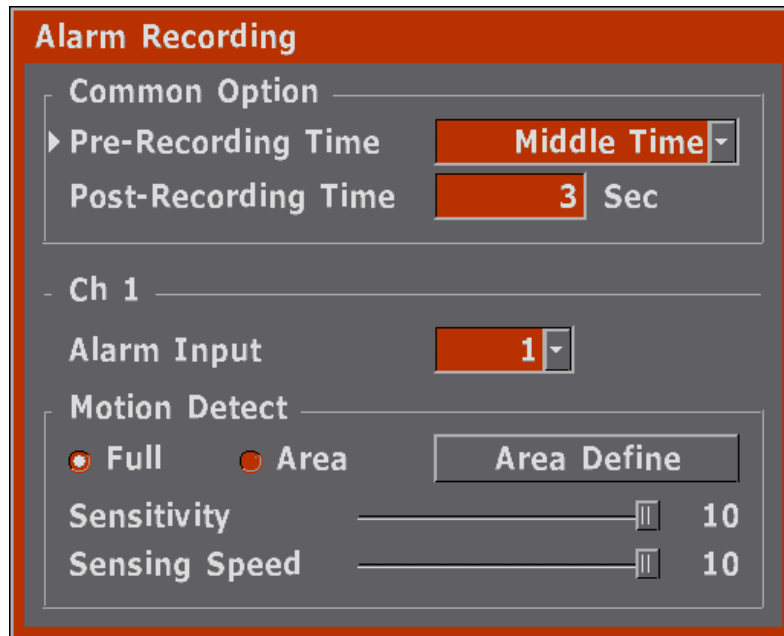 Alarm Recording
Common Option
Pre-Recording Time Middle Time
Post-Recording Time 3 Sec
Ch 1
Alarm Input 1
Motion Detect
Full Area Area Define
Sensitivity 10
Sensing Speed 10